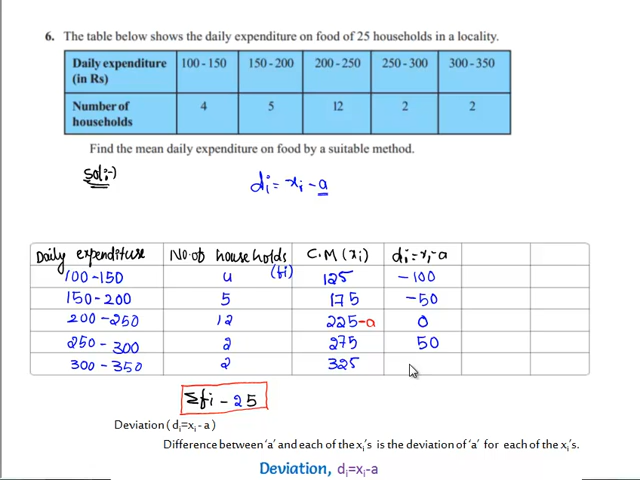 6. The table below shows the daily expenditure on food of 25 households in a locality.
Daily expenditure (in Rs) 100 - 150 150 - 200 200 - 250 250 - 300 300 - 350
Number of households 4 5 12 2 2
Find the mean daily expenditure on food by a suitable method.
Sol:-)
di = xi - a
Daily expenditure No.of households (fi) C.M (xi) di = xi - a
100-150 4 125 -100
150-200 5 175 -50
200-250 12 225-a 0
250-300 2 275 50
300-350 2 325
Σfi - 25
Deviation ( di=xi - a )
Difference between 'a' and each of the xi's is the deviation of 'a' for each of the xi's.
Deviation, di=xi-a